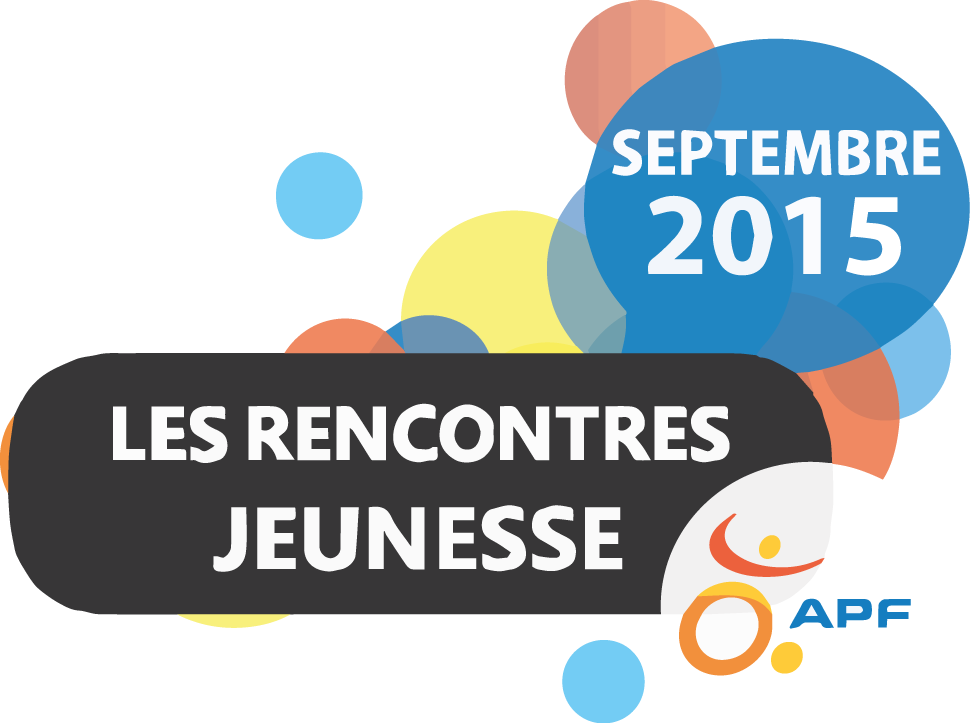 SEPTEMBRE
2015
LES RENCONTRES
JEUNESSE
APF